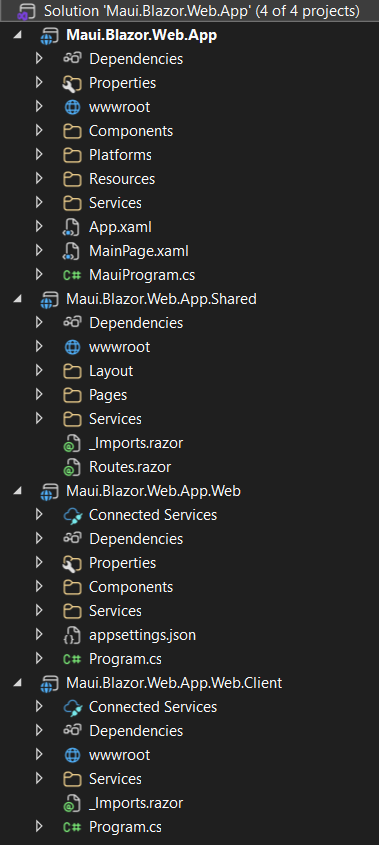 Solution 'Maui.Blazor.Web.App' (4 of 4 projects)
Maui.Blazor.Web.App
Dependencies
Properties
wwwroot
Components
Platforms
Resources
Services
App.xaml
MainPage.xaml
C# MauiProgram.cs
Maui.Blazor.Web.App.Shared
Dependencies
wwwroot
Layout
Pages
Services
_Imports.razor
Routes.razor
Maui.Blazor.Web.App.Web
Connected Services
Dependencies
Properties
Components
Services
appsettings.json
C# Program.cs
Maui.Blazor.Web.App.Web.Client
Connected Services
Dependencies
wwwroot
Services
_Imports.razor
C# Program.cs